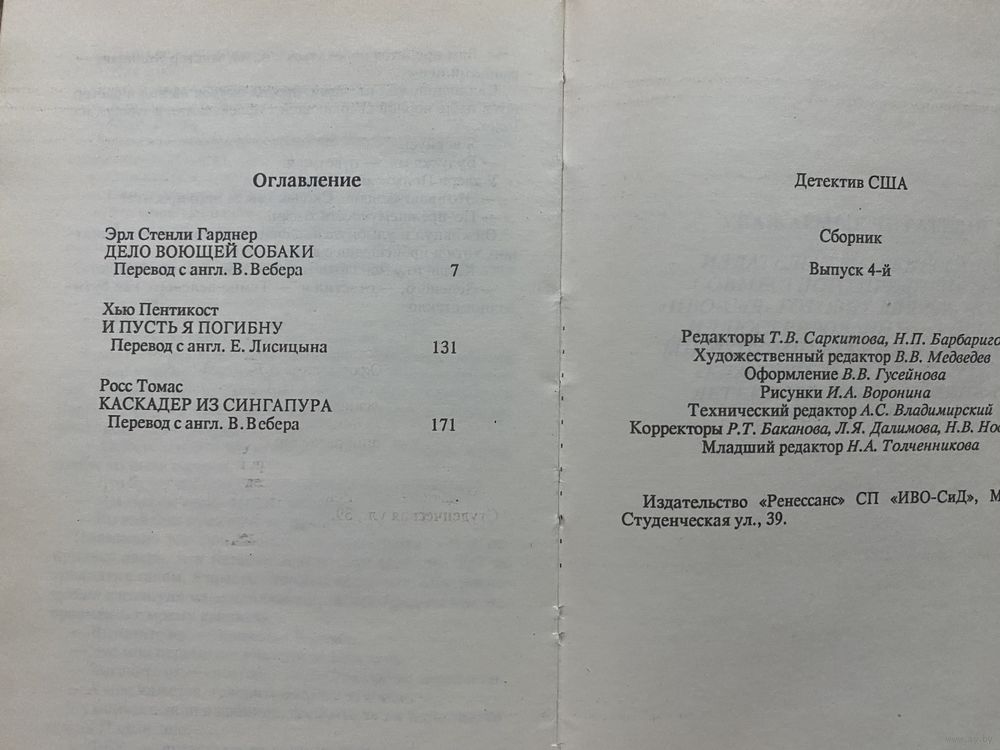 Оглавление
Эрл Стенли Гарднер
ДЕЛО ВОЮЩЕЙ СОБАКИ
Перевод с англ. В.Вебера 7
Хью Пентикост
И ПУСТЬ Я ПОГИБНУ
Перевод с англ. Е. Лисицына 131
Росс Томас
КАСКАДЕР ИЗ СИНГАПУРА
Перевод с англ. В.Вебера 171
Детектив США
Сборник
Выпуск 4-й
Редакторы Т.В. Саркитова, Н.П. Барбариго
Художественный редактор В.В. Медведев
Оформление В.В. Гусейнова
Рисунки И.А. Воронина
Технический редактор А.С. Владимирский
Корректоры Р.Т. Баканова, Л.Я. Далимова, Н.В.
Младший редактор Н.А. Толченникова
Издательство «Ренессанс» СП «ИВО-СиД»,
Студенческая ул., 39.